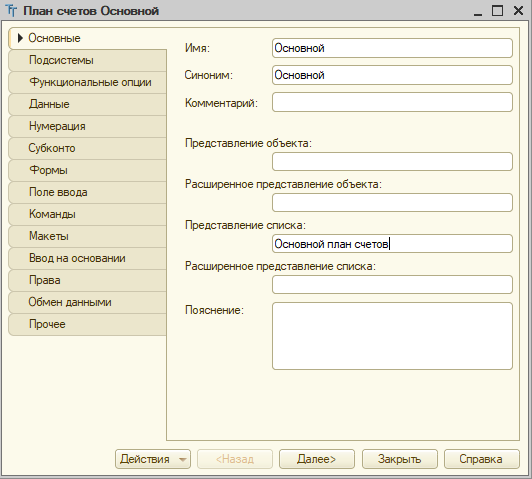 План счетов Основной
Основные
Подсистемы
Функциональные опции
Данные
Нумерация
Субконто
Формы
Поле ввода
Команды
Макеты
Ввод на основании
Права
Обмен данными
Прочее
Имя: Основной
Синоним: Основной
Комментарий:
Представление объекта:
Расширенное представление объекта:
Представление списка:
Основной план счетов
Расширенное представление списка:
Пояснение:
Действия <Назад Далее> Закрыть Справка